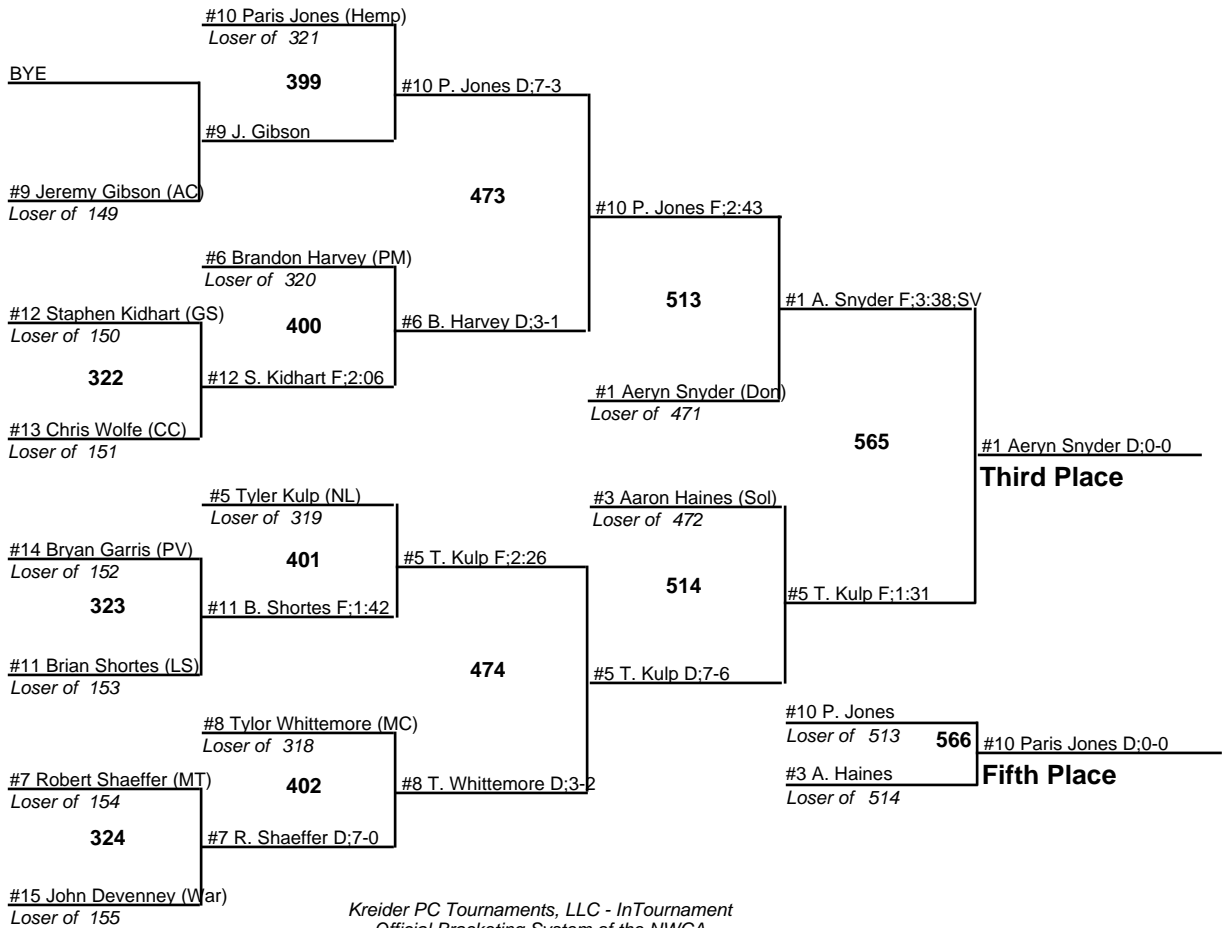 #10 Paris Jones (Hemp)
Loser of 321
BYE
399
#10 P. Jones D;7-3
#9 J. Gibson
#9 Jeremy Gibson (AC)
Loser of 149
473
#10 P. Jones F;2:43
#6 Brandon Harvey (PM)
Loser of 320
#12 Staphen Kidhart (GS)
Loser of 150
400
#6 B. Harvey D;3-1
513
#1 A. Snyder F;3:38;SV
322
#12 S. Kidhart F;2:06
#1 Aeryn Snyder (Don)
Loser of 471
#13 Chris Wolfe (CC)
Loser of 151
565
#1 Aeryn Snyder D;0-0
Third Place
#5 Tyler Kulp (NL)
Loser of 319
#3 Aaron Haines (Sol)
Loser of 472
#14 Bryan Garris (PV)
Loser of 152
401
#5 T. Kulp F;2:26
323
#11 B. Shortes F;1:42
514
#5 T. Kulp F;1:31
#11 Brian Shortes (LS)
Loser of 153
474
#5 T. Kulp D;7-6
#8 Tylor Whittemore (MC)
Loser of 318
#10 P. Jones
Loser of 513
566
#10 Paris Jones D;0-0
Fifth Place
#7 Robert Shaeffer (MT)
Loser of 154
402
#8 T. Whittemore D;3-2
#3 A. Haines
Loser of 514
324
#7 R. Shaeffer D;7-0
#15 John Devenney (War)
Loser of 155
Kreider PC Tournaments, LLC - InTournament
Official Bracketing System of the NWCA